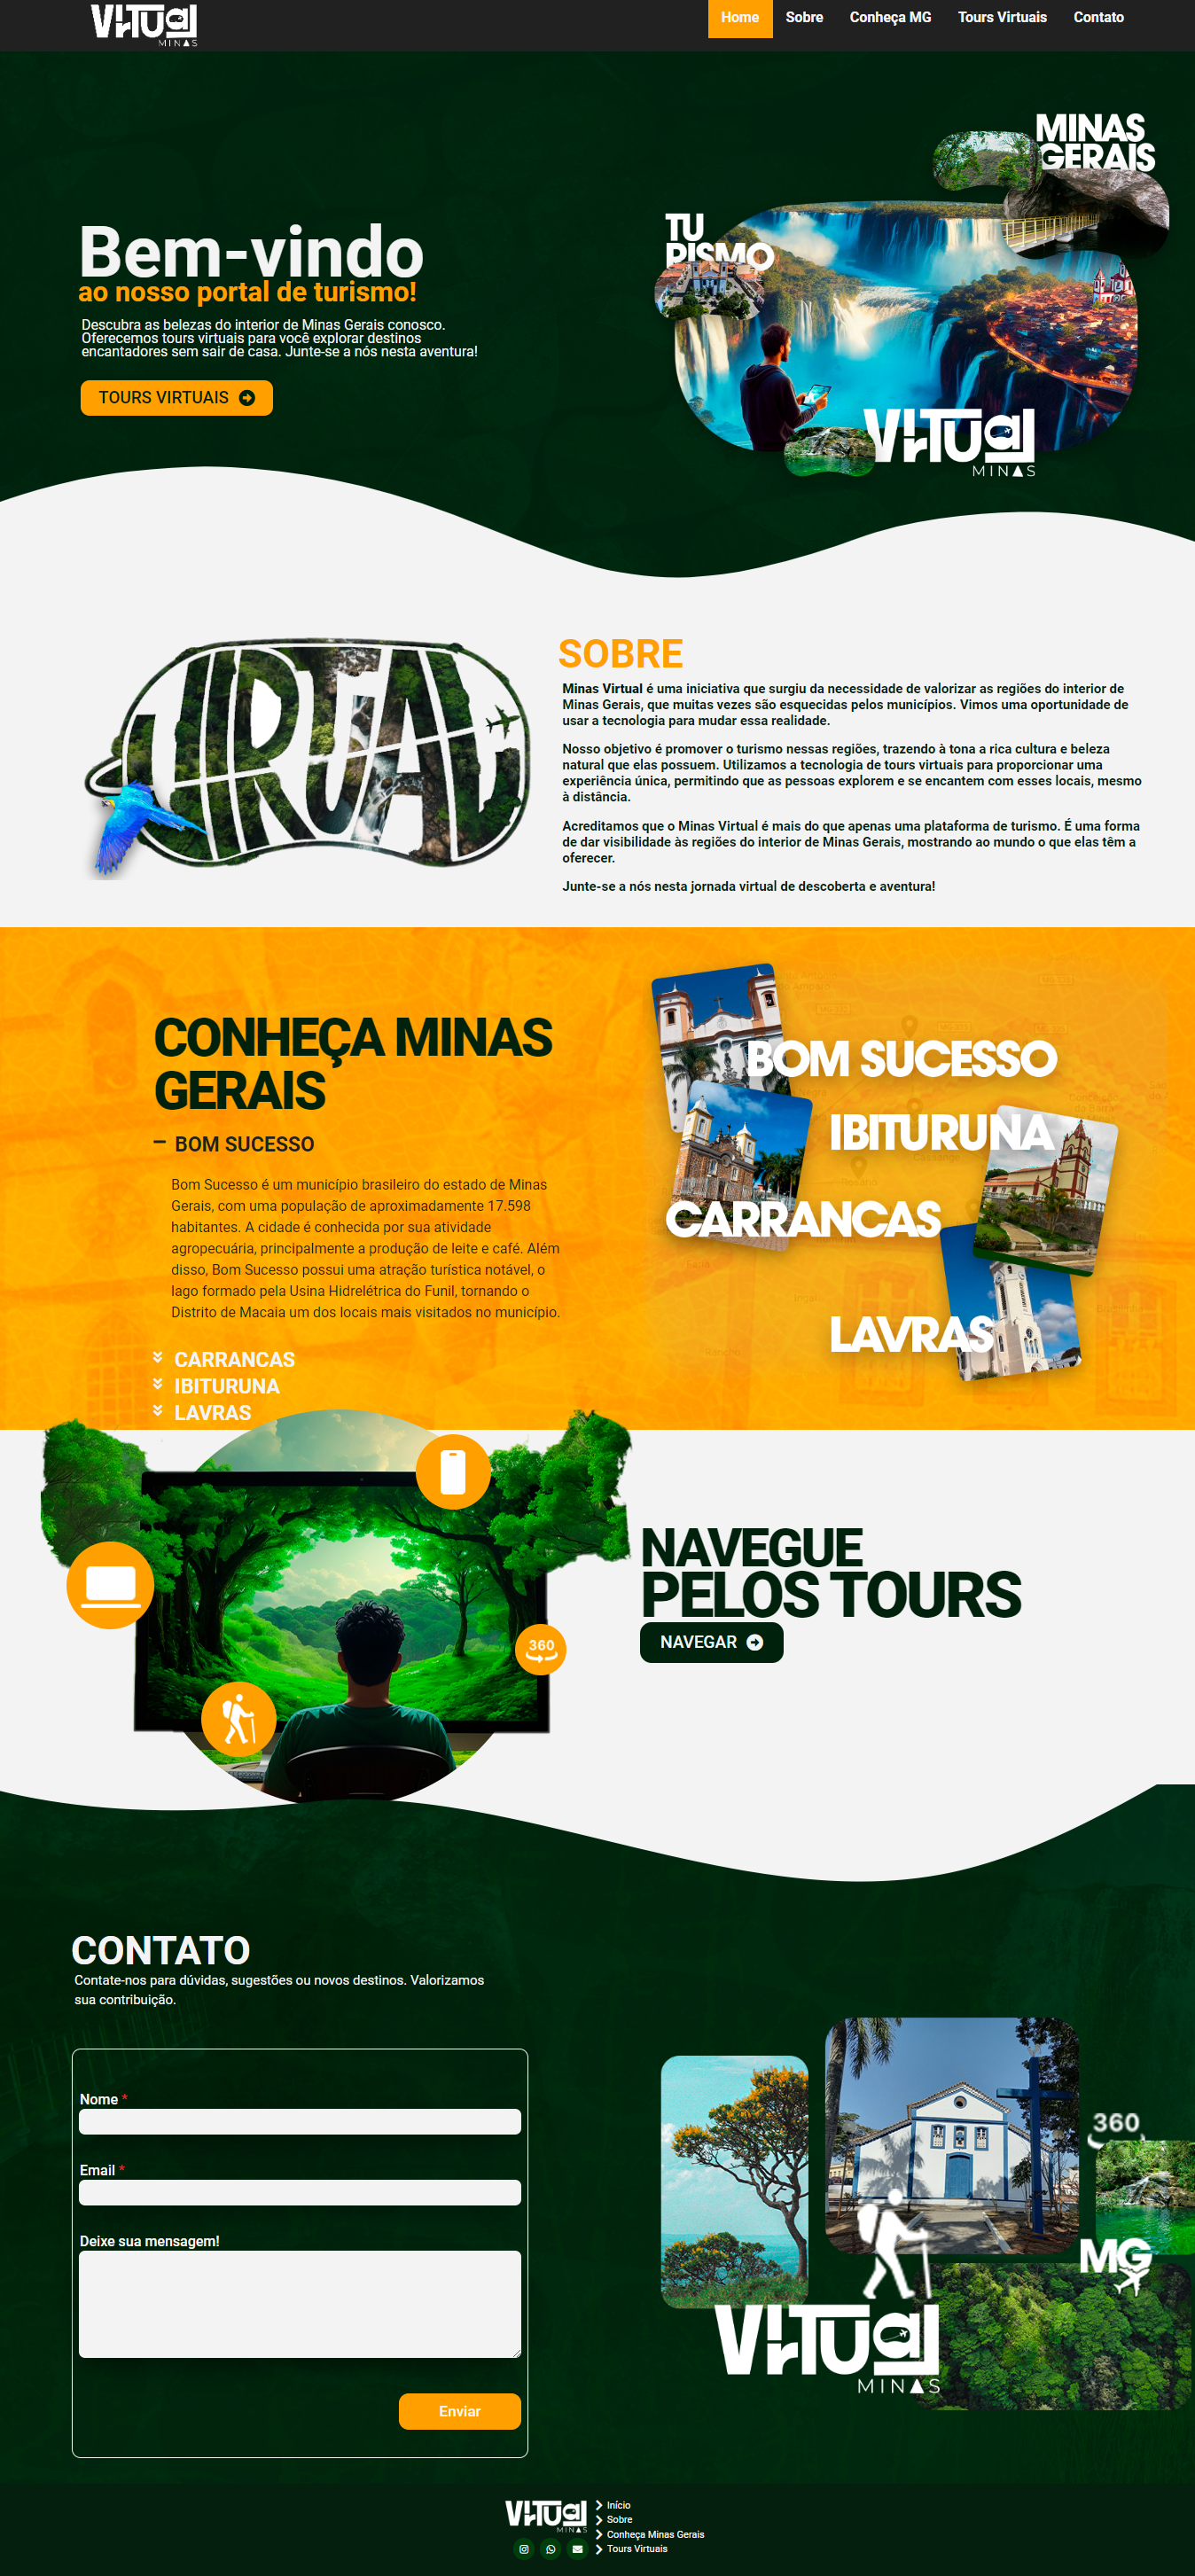 VIRTUAL
MINAS
Home
Sobre
Conheça MG
Tours Virtuais
Contato
MINAS
GERAIS
TU
RISMO
Bem-vindo
ao nosso portal de turismo!
Descubra as belezas do interior de Minas Gerais conosco.
Oferecemos tours virtuais para você explorar destinos
encantadores sem sair de casa. Junte-se a nós nesta aventura!
TOURS VIRTUAIS
VIRTUAL
MINAS
VIRTUAL
SOBRE
Minas Virtual é uma iniciativa que surgiu da necessidade de valorizar as regiões do interior de
Minas Gerais, que muitas vezes são esquecidas pelos municípios. Vimos uma oportunidade de
usar a tecnologia para mudar essa realidade.
Nosso objetivo é promover o turismo nessas regiões, trazendo à tona a rica cultura e beleza
natural que elas possuem. Utilizamos a tecnologia de tours virtuais para proporcionar uma
experiência única, permitindo que as pessoas explorem e se encantem com esses locais, mesmo
à distância.
Acreditamos que o Minas Virtual é mais do que apenas uma plataforma de turismo. É uma forma
de dar visibilidade às regiões do interior de Minas Gerais, mostrando ao mundo o que elas têm a
oferecer.
Junte-se a nós nesta jornada virtual de descoberta e aventura!
CONHEÇA MINAS
GERAIS
BOM SUCESSO
Bom Sucesso é um município brasileiro do estado de Minas
Gerais, com uma população de aproximadamente 17.598
habitantes. A cidade é conhecida por sua atividade
agropecuária, principalmente a produção de leite e café. Além
disso, Bom Sucesso possui uma atração turística notável, o
lago formado pela Usina Hidrelétrica do Funil, tornando o
Distrito de Macaia um dos locais mais visitados no município.
CARRANCAS
IBITURUNA
LAVRAS
BOM SUCESSO
IBITURUNA
CARRANCAS
LAVRAS
360
NAVEGUE
PELOS TOURS
NAVEGAR
CONTATO
Contate-nos para dúvidas, sugestões ou novos destinos. Valorizamos
sua contribuição.
Nome *
Email *
Deixe sua mensagem!
Enviar
360
MG
VIRTUAL
MINAS
VIRTUAL
MINAS
Início
Sobre
Conheça Minas Gerais
Tours Virtuais